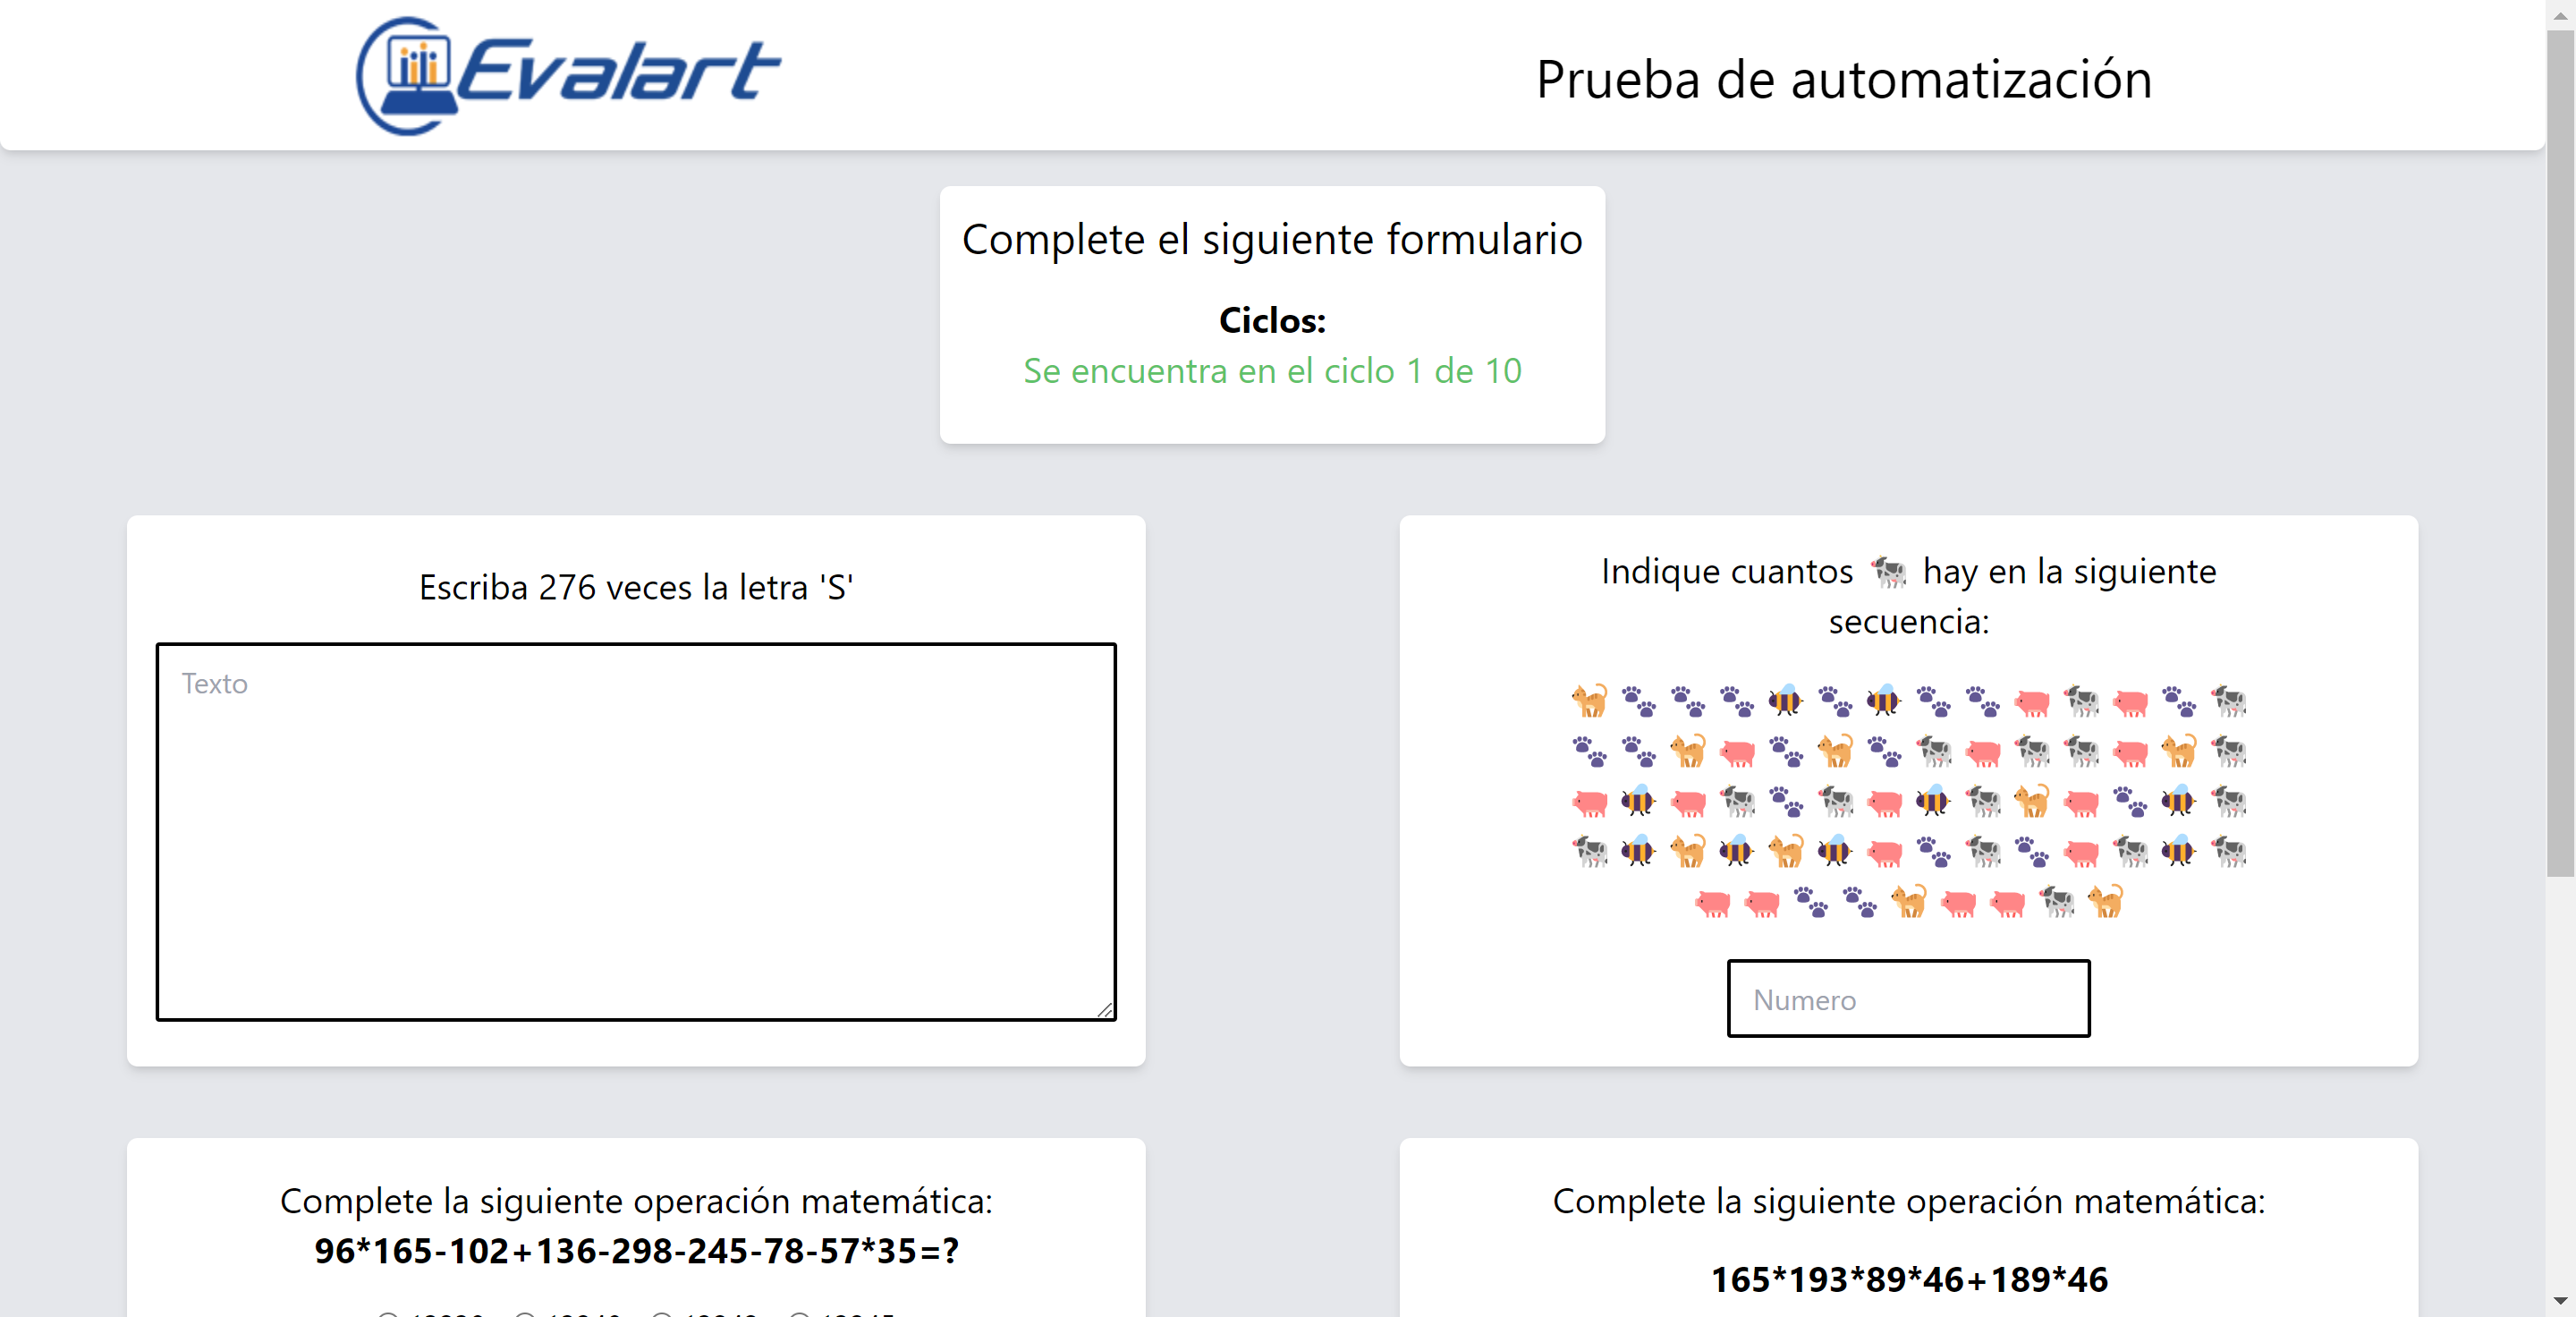 Evalart
Prueba de automatización
Complete el siguiente formulario
Ciclos:
Se encuentra en el ciclo 1 de 10
Escriba 276 veces la letra 'S'
Texto
Indique cuantos 🐄 hay en la siguiente
secuencia:
🐈 🐾 🐾 🐾 🐝 🐾 🐝 🐾 🐾 🐖 🐄 🐖 🐾 🐄
🐾 🐾 🐈 🐖 🐾 🐈 🐾 🐄 🐖 🐄 🐄 🐖 🐈 🐄
🐖 🐝 🐖 🐄 🐾 🐄 🐖 🐝 🐄 🐈 🐖 🐾 🐝 🐄
🐄 🐝 🐈 🐝 🐈 🐝 🐖 🐾 🐄 🐾 🐖 🐄 🐝 🐄
🐖 🐖 🐾 🐾 🐈 🐖 🐖 🐄 🐈
Numero
Complete la siguiente operación matemática:
96*165-102+136-298-245-78-57*35=?
Complete la siguiente operación matemática:
165*193*89*46+189*46